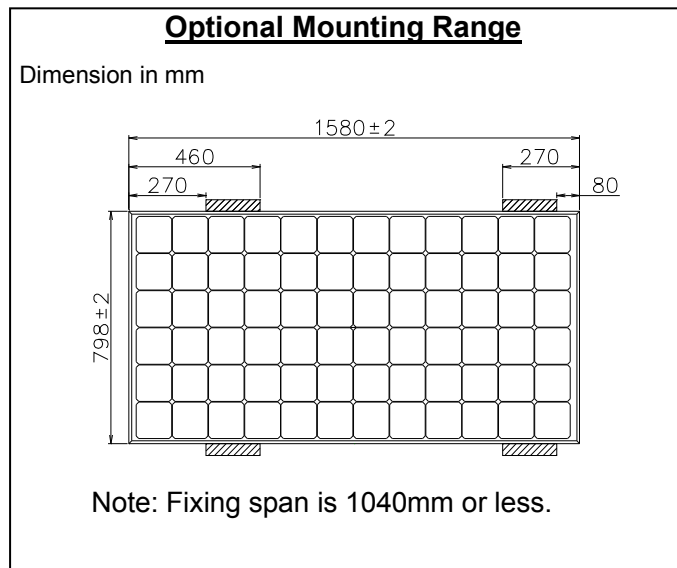 Optional Mounting Range
Dimension in mm
1580±2
460
270
270
80
798±2
Note: Fixing span is 1040mm or less.